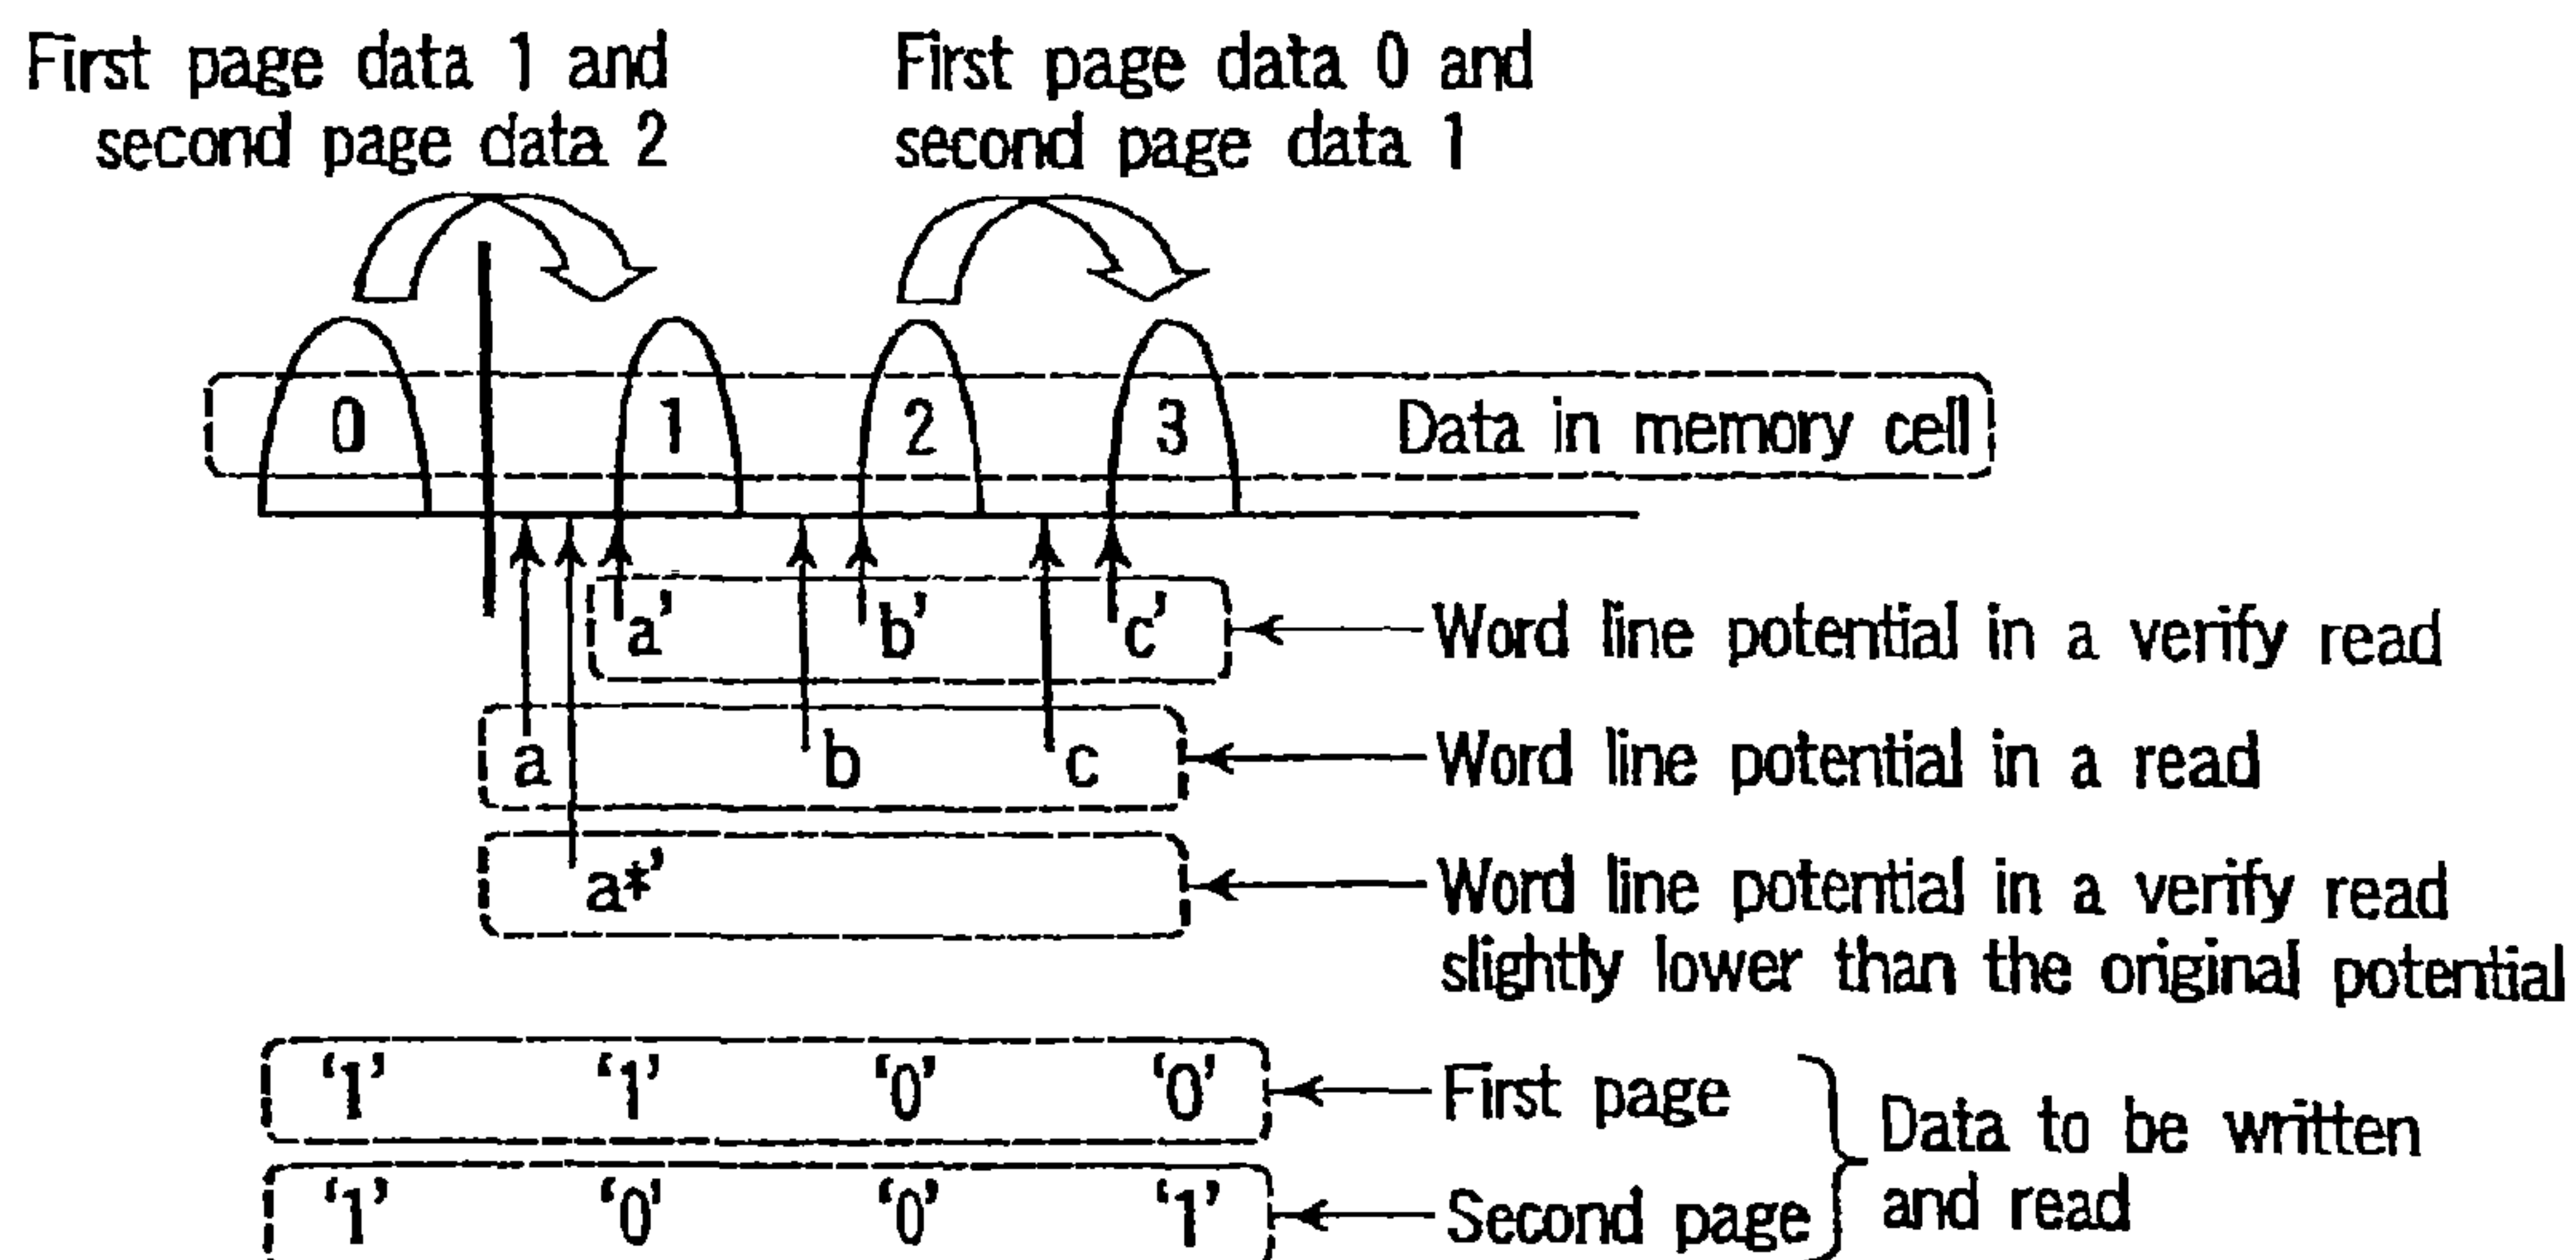 First page data 1 and
second page data 2
First page data 0 and
second page data 1
0 1 2 3 Data in memory cell
a' b' c' Word line potential in a verify read
a b c Word line potential in a read
a*' Word line potential in a verify read
slightly lower than the original potential
‘1’ ‘1’ ‘0’ ‘0’ First page
‘1’ ‘0’ ‘0’ ‘1’ Second page
Data to be written
and read